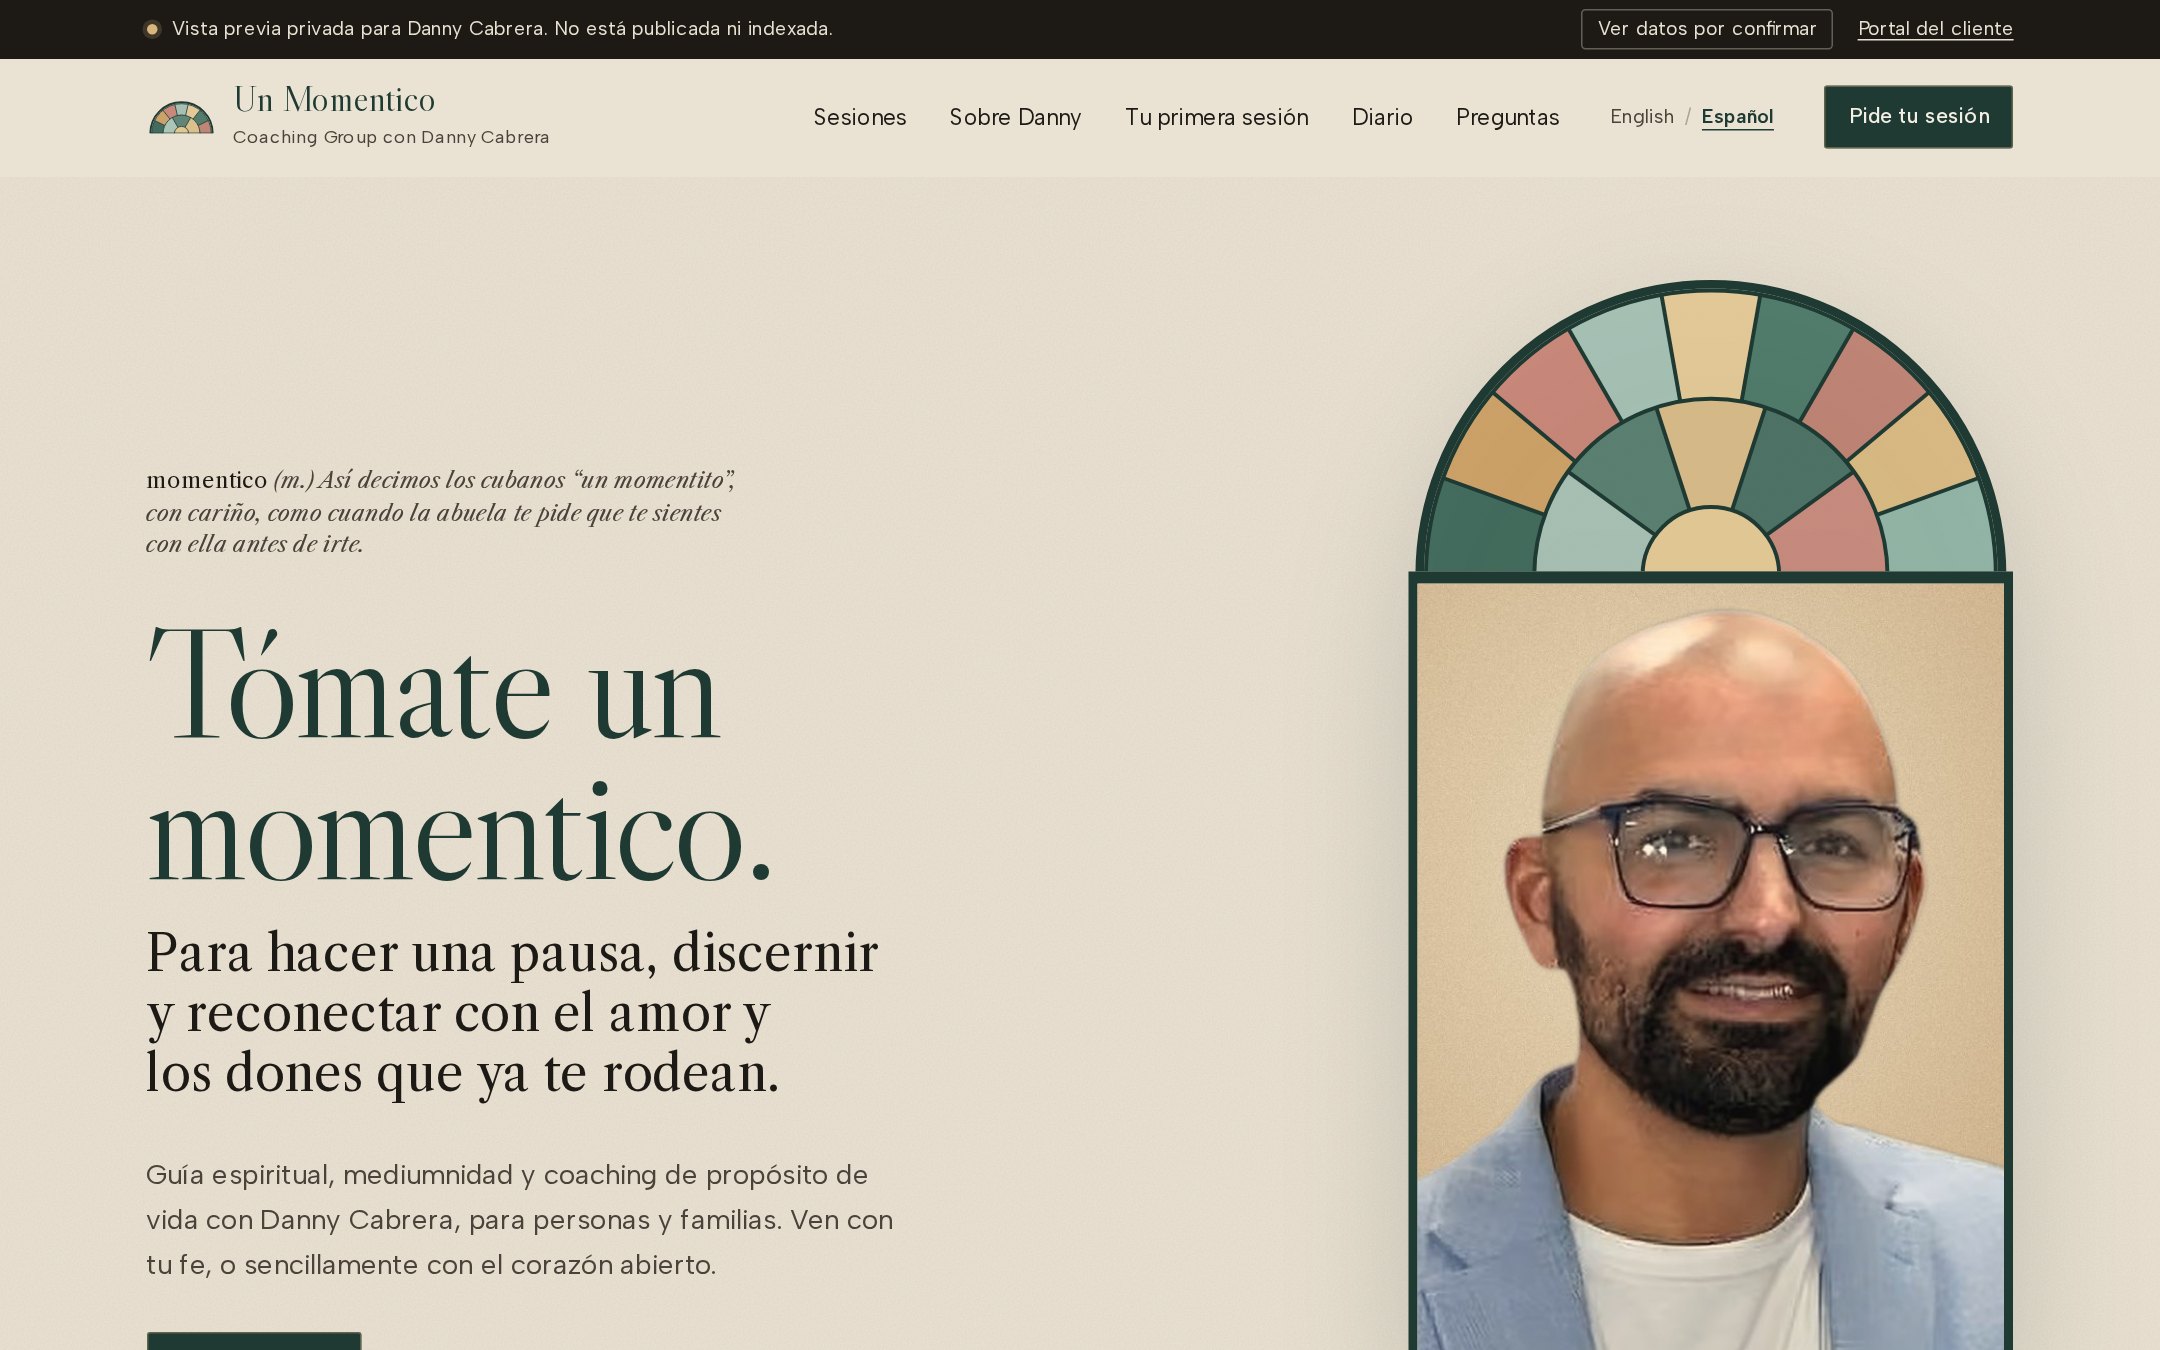 Vista previa privada para Danny Cabrera. No está publicada ni indexada.
Ver datos por confirmar
Portal del cliente
Un Momentico
Coaching Group con Danny Cabrera
Sesiones
Sobre Danny
Tu primera sesión
Diario
Preguntas
English / Español
Pide tu sesión
momentico (m.) Así decimos los cubanos “un momentito”,
con cariño, como cuando la abuela te pide que te sientes
con ella antes de irte.
Tómate un
momentico.
Para hacer una pausa, discernir
y reconectar con el amor y
los dones que ya te rodean.
Guía espiritual, mediumnidad y coaching de propósito de
vida con Danny Cabrera, para personas y familias. Ven con
tu fe, o sencillamente con el corazón abierto.